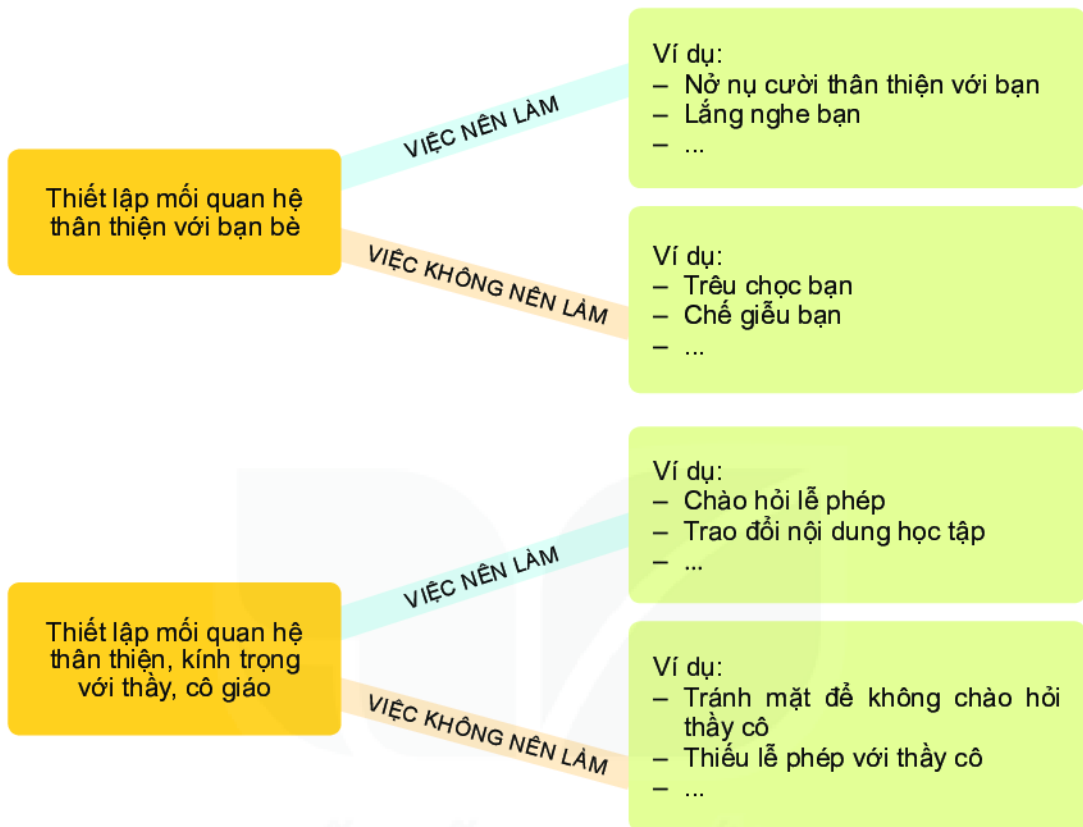 Thiết lập mối quan hệ
thân thiện với bạn bè
VIỆC NÊN LÀM
Ví dụ:
– Nở nụ cười thân thiện với bạn
– Lắng nghe bạn
– ...
VIỆC KHÔNG NÊN LÀM
Ví dụ:
– Trêu chọc bạn
– Chế giễu bạn
– ...
Thiết lập mối quan hệ
thân thiện, kính trọng
với thầy, cô giáo
VIỆC NÊN LÀM
Ví dụ:
– Chào hỏi lễ phép
– Trao đổi nội dung học tập
– ...
VIỆC KHÔNG NÊN LÀM
Ví dụ:
– Tránh mặt để không chào hỏi
thầy cô
– Thiếu lễ phép với thầy cô
– ...